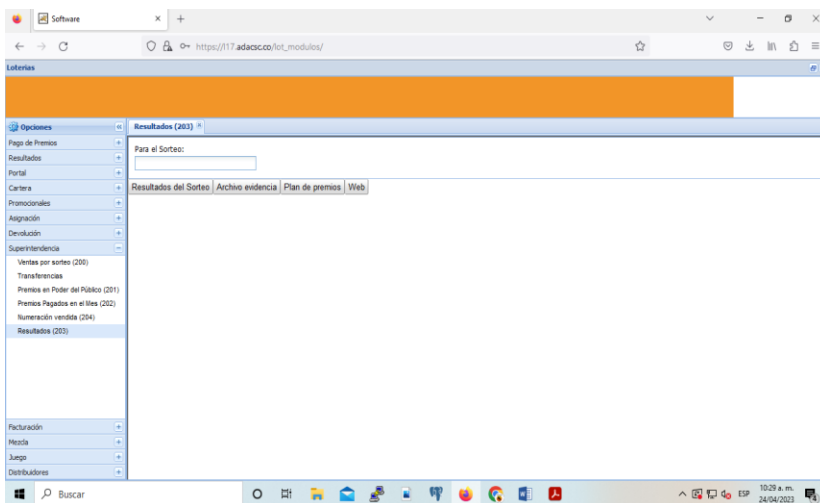 Software
https://l17.adacsc.co/lot_modulos/
Loterias
Opciones
Resultados (203)
Pago de Premios
Resultados
Portal
Cartera
Promocionales
Asignación
Devolución
Superintendencia
Ventas por sorteo (200)
Transferencias
Premios en Poder del Público (201)
Premios Pagados en el Mes (202)
Numeración vendida (204)
Resultados (203)
Facturación
Mezcla
Juego
Distribuidores
Para el Sorteo:
Resultados del Sorteo Archivo evidencia Plan de premios Web
Buscar
ESP
10:29 a. m.
24/04/2023